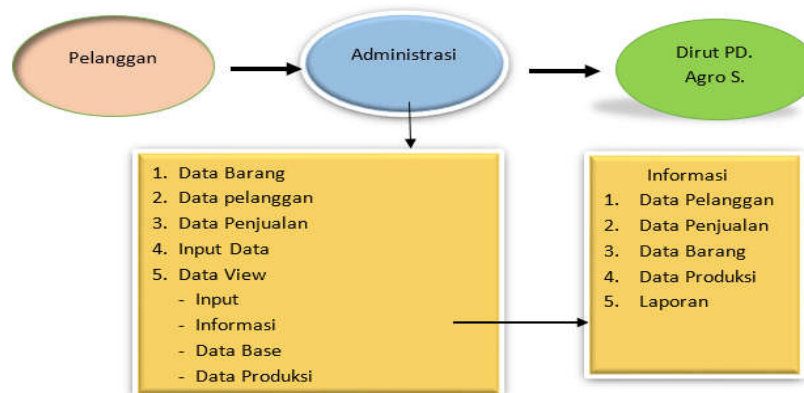 Pelanggan
Administrasi
Dirut PD.
Agro S.
1. Data Barang
2. Data pelanggan
3. Data Penjualan
4. Input Data
5. Data View
- Input
- Informasi
- Data Base
- Data Produksi
Informasi
1. Data Pelanggan
2. Data Penjualan
3. Data Barang
4. Data Produksi
5. Laporan